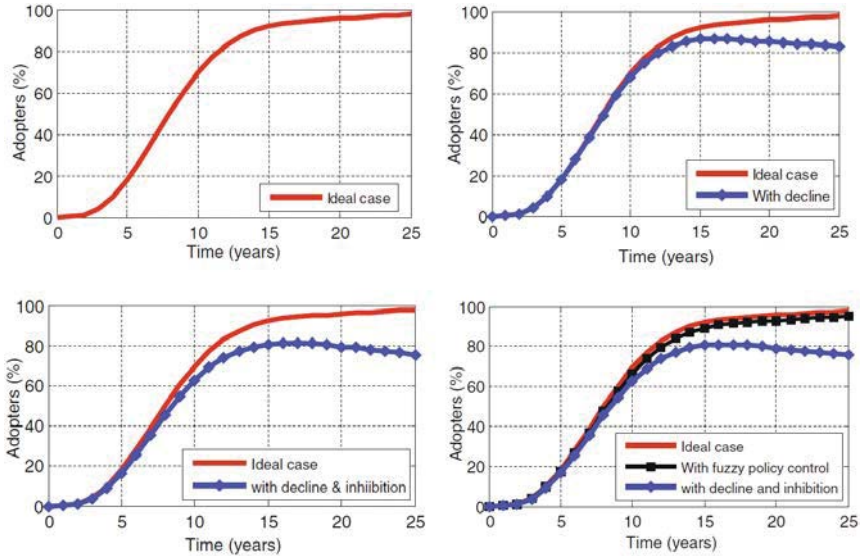 100
80
60
40
20
0
Adopters (%)
Ideal case
0 5 10 15 20 25
Time (years)
100
80
60
40
20
0
Adopters (%)
Ideal case
With decline
0 5 10 15 20 25
Time (years)
100
80
60
40
20
0
Adopters (%)
Ideal case
with decline & inhiibition
0 5 10 15 20 25
Time (years)
100
80
60
40
20
0
Adopters (%)
Ideal case
With fuzzy policy control
with decline and inhibition
0 5 10 15 20 25
Time (years)